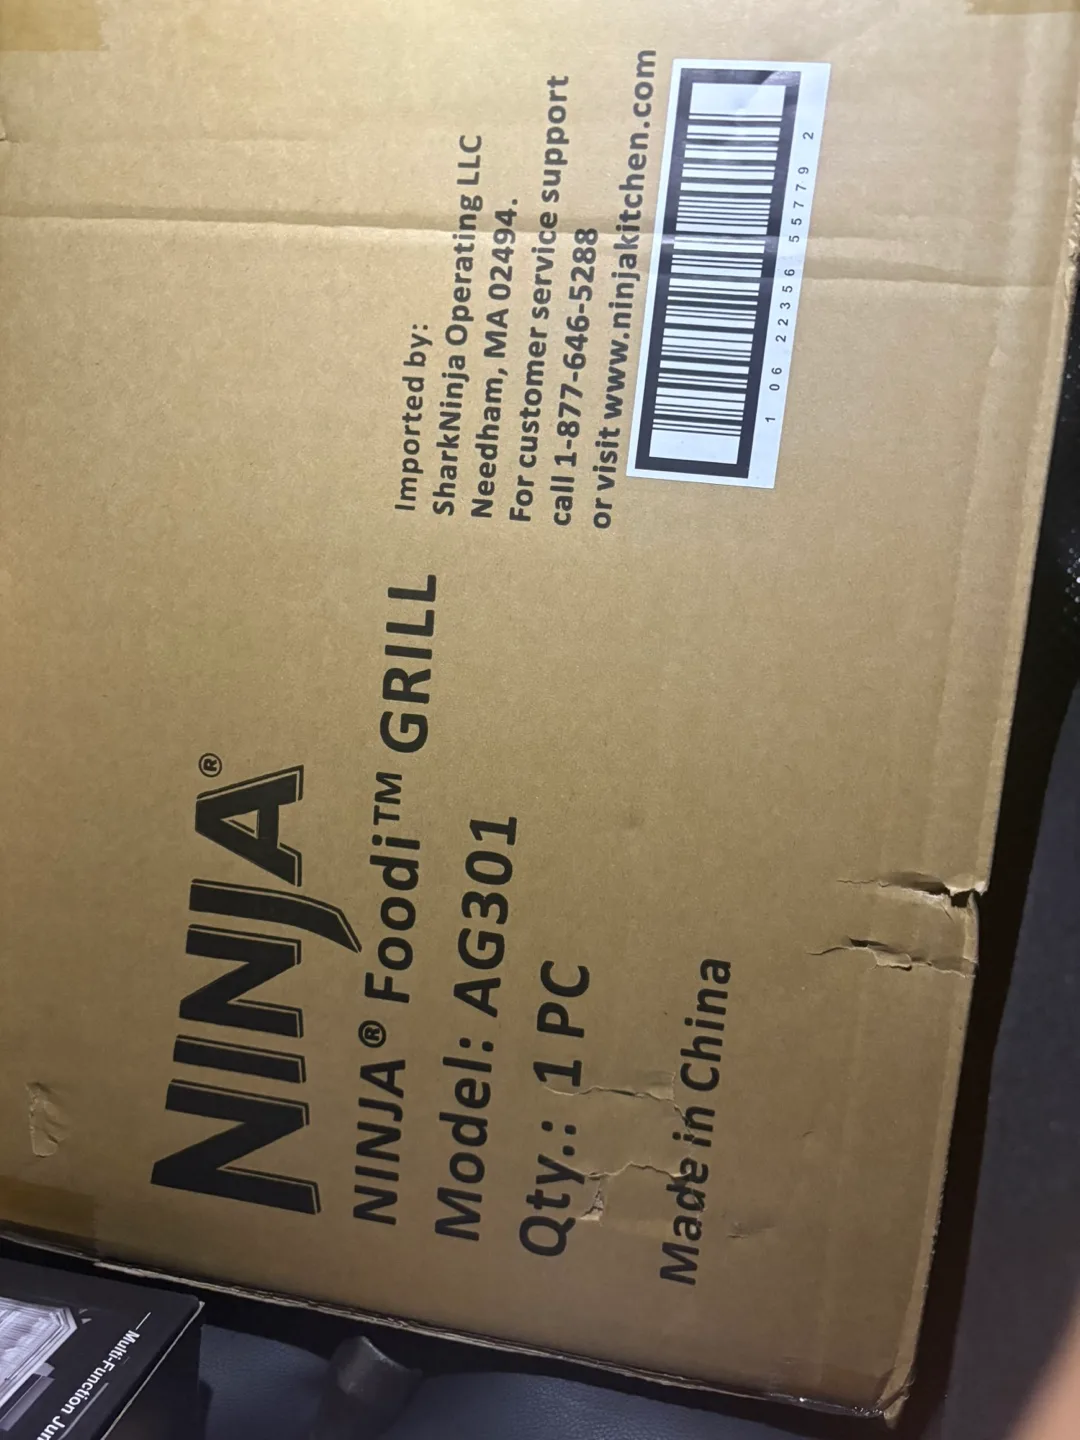 NINJA®
NINJA® Foodi™ GRILL
Model: AG301
Qty.: 1 PC
Made in China
Imported by:
SharkNinja Operating LLC
Needham, MA 02494.
For customer service support
call 1-877-646-5288
or visit www.ninjakitchen.com
1 06 22356 55779 2
Multi-Function